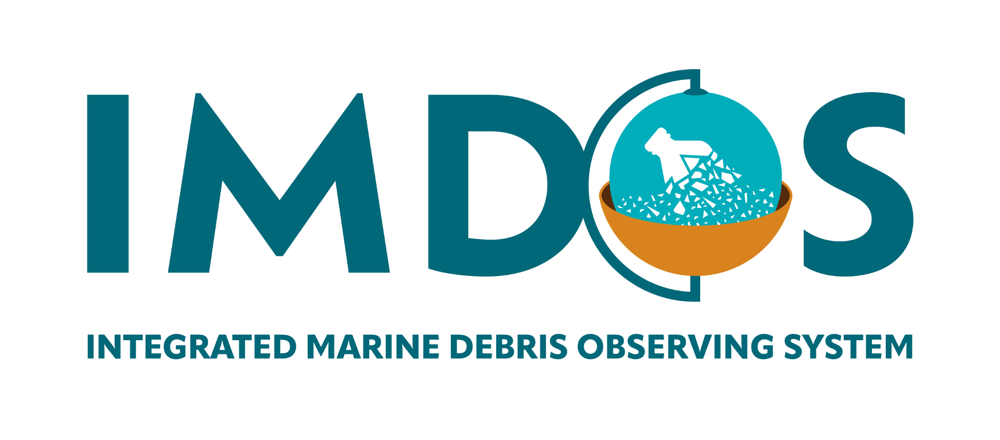 IMDOS
INTEGRATED MARINE DEBRIS OBSERVING SYSTEM